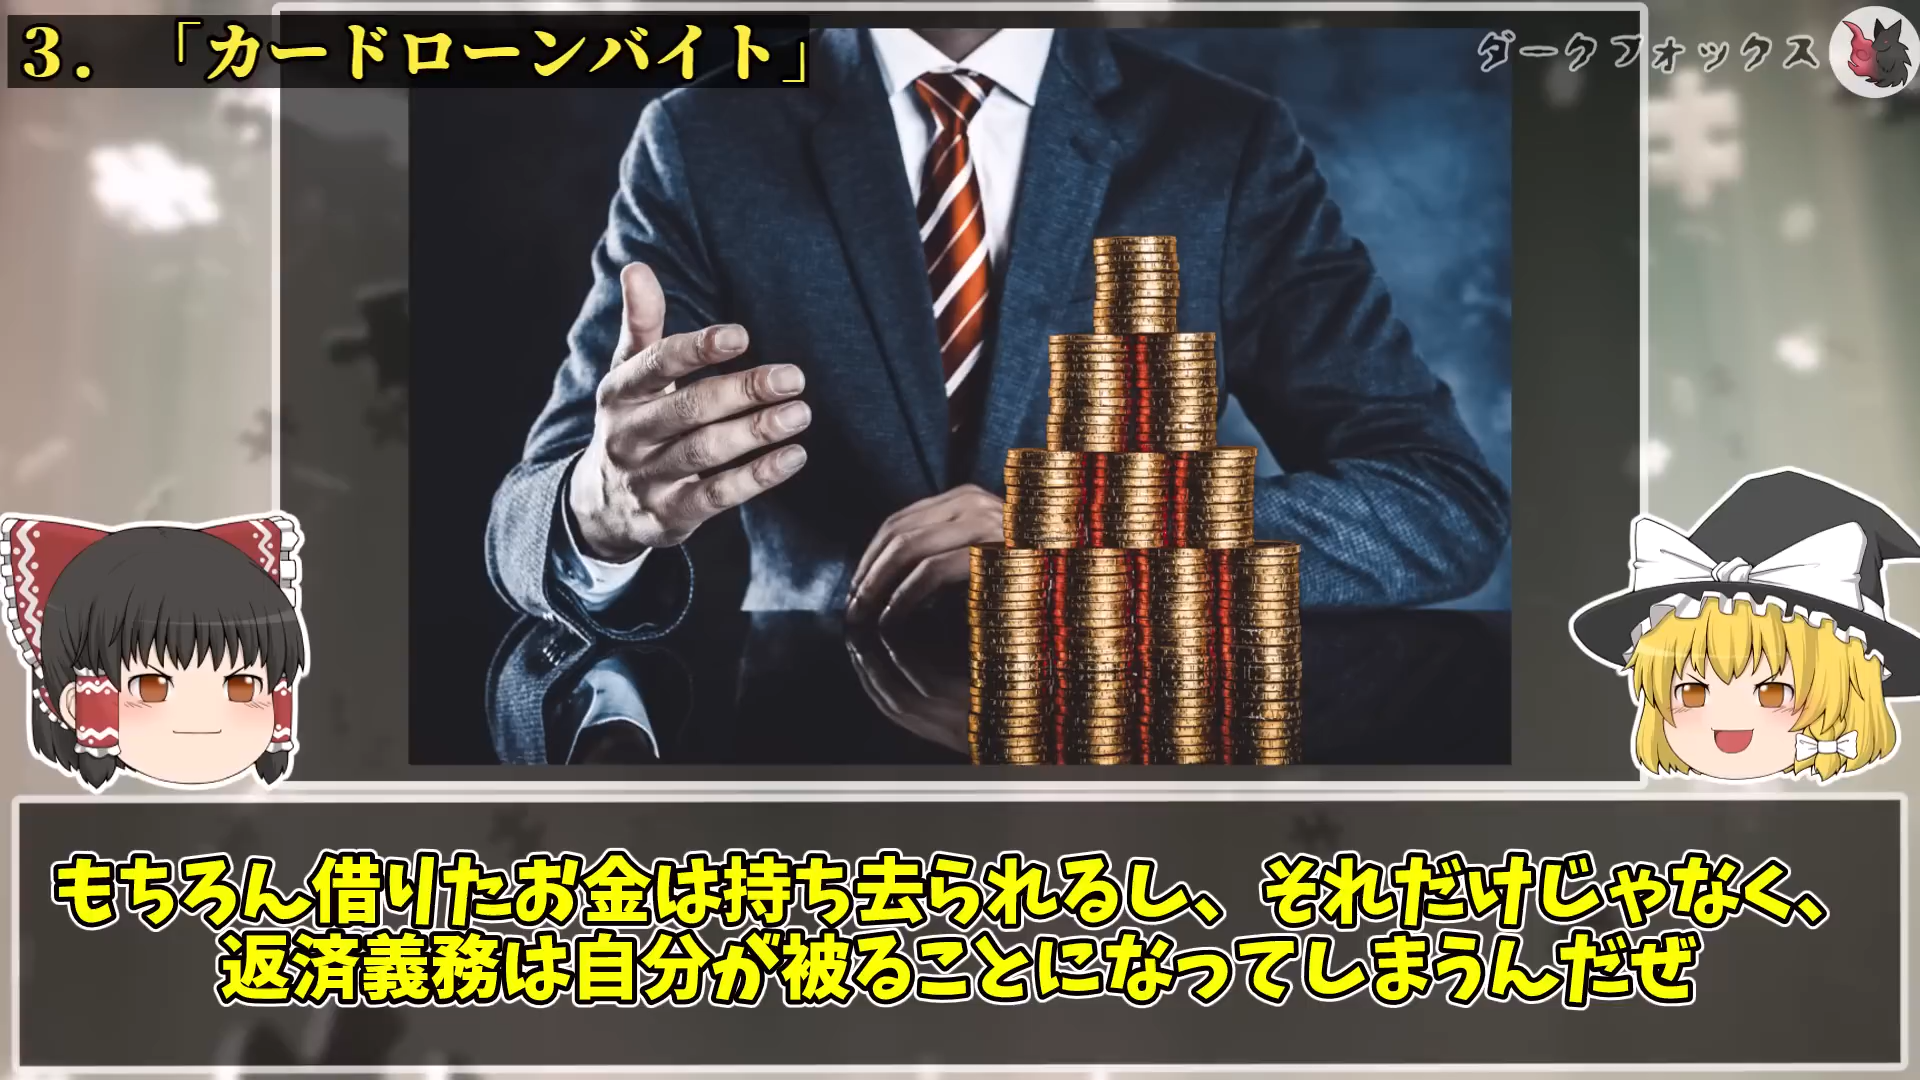 3. 「カードローンバイト」
ダークフォックス
もちろん借りたお金は持ち去られるし、それだけじゃなく、
返済義務は自分が被ることになってしまうんだぜ